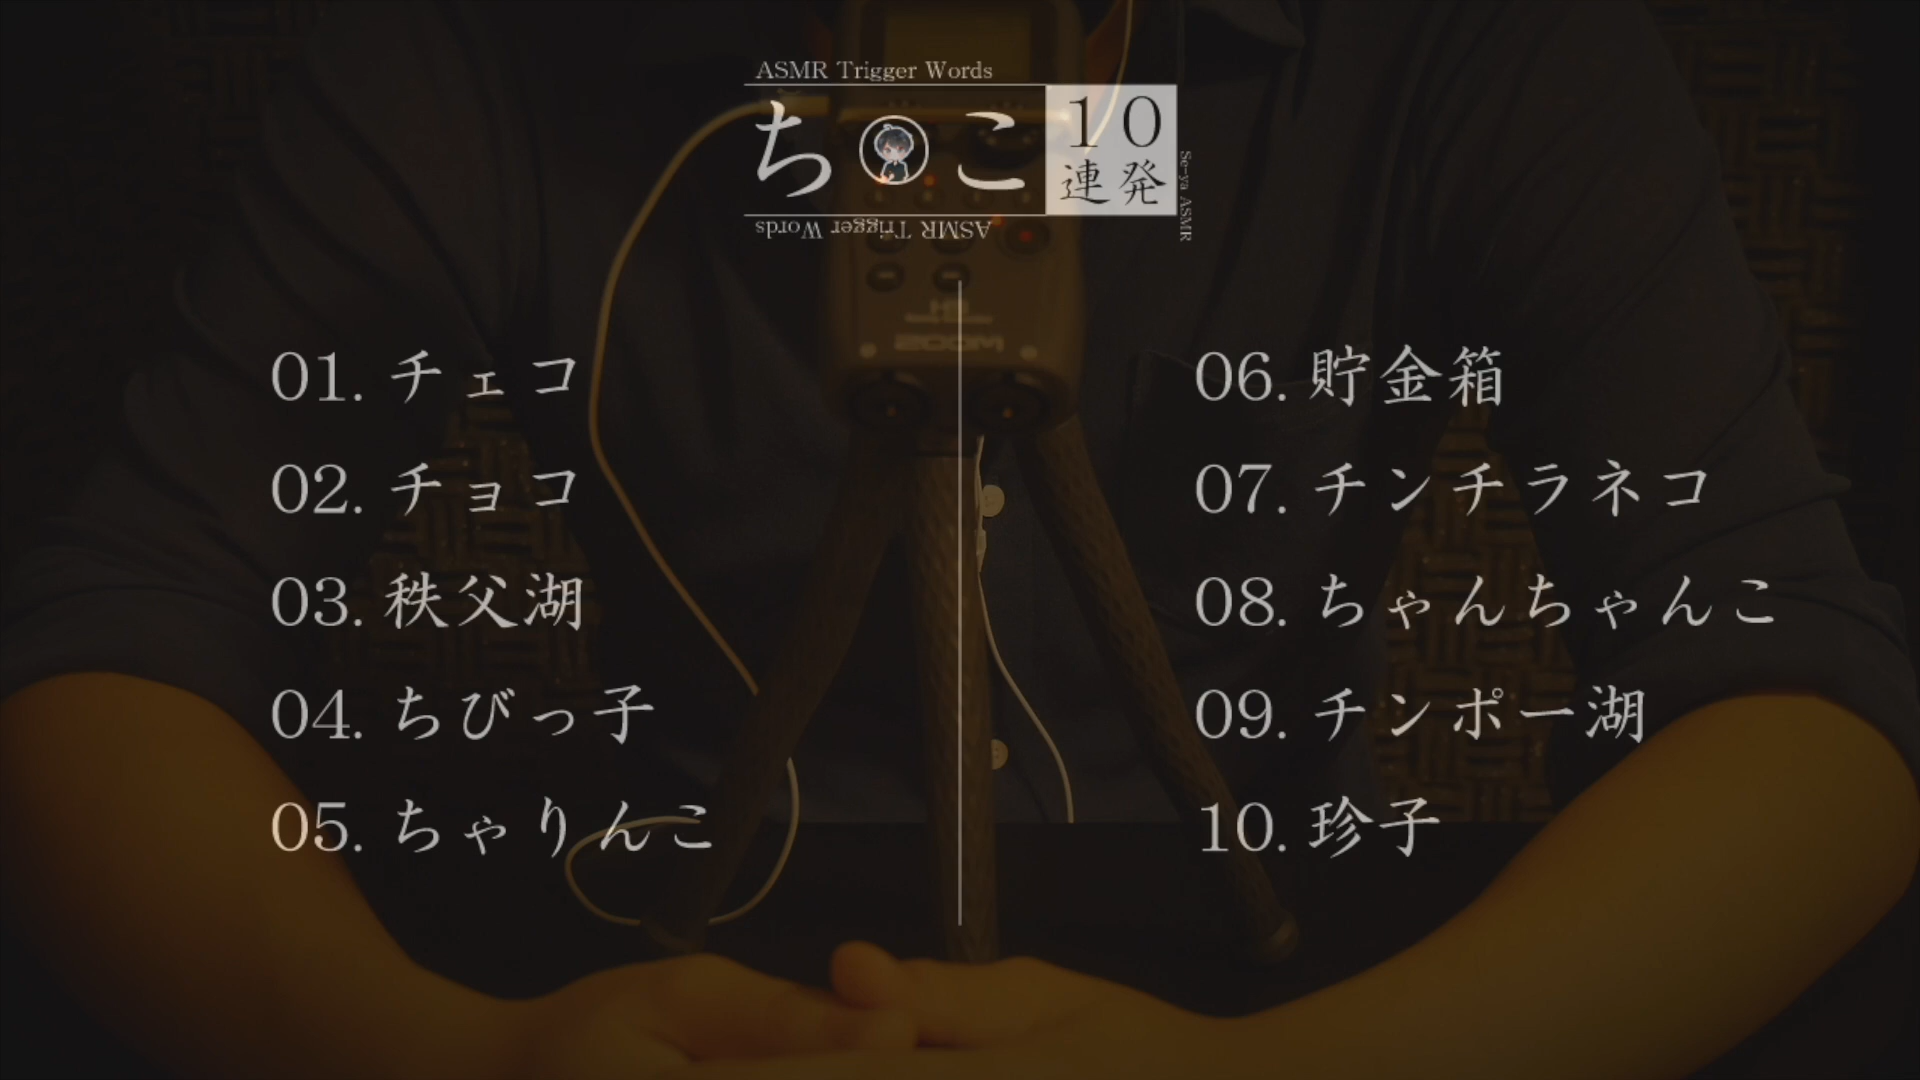 ASMR Trigger Words
ち こ
10
連発
ASMR Trigger Words
Se-ya ASMR
01. チェコ
02. チョコ
03. 秩父湖
04. ちびっ子
05. ちゃりんこ
06. 貯金箱
07. チンチラネコ
08. ちゃんちゃんこ
09. チンポー湖
10. 珍子
H5
ZOOM